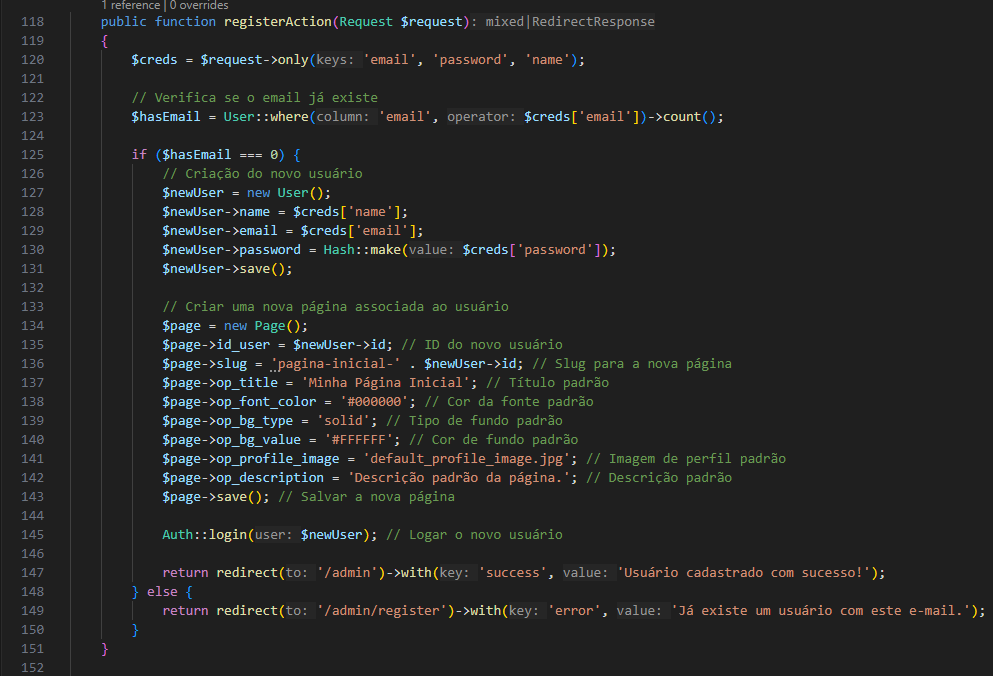 1 reference | 0 overrides
118 public function registerAction(Request $request): mixed|RedirectResponse
119 {
120 $creds = $request->only(keys: 'email', 'password', 'name');
121
122 // Verifica se o email já existe
123 $hasEmail = User::where(column: 'email', operator: $creds['email'])->count();
124
125 if ($hasEmail === 0) {
126 // Criação do novo usuário
127 $newUser = new User();
128 $newUser->name = $creds['name'];
129 $newUser->email = $creds['email'];
130 $newUser->password = Hash::make(value: $creds['password']);
131 $newUser->save();
132
133 // Criar uma nova página associada ao usuário
134 $page = new Page();
135 $page->id_user = $newUser->id; // ID do novo usuário
136 $page->slug = 'pagina-inicial-' . $newUser->id; // Slug para a nova página
137 $page->op_title = 'Minha Página Inicial'; // Título padrão
138 $page->op_font_color = '#000000'; // Cor da fonte padrão
139 $page->op_bg_type = 'solid'; // Tipo de fundo padrão
140 $page->op_bg_value = '#FFFFFF'; // Cor de fundo padrão
141 $page->op_profile_image = 'default_profile_image.jpg'; // Imagem de perfil padrão
142 $page->op_description = 'Descrição padrão da página.'; // Descrição padrão
143 $page->save(); // Salvar a nova página
144
145 Auth::login(user: $newUser); // Logar o novo usuário
146
147 return redirect(to: '/admin')->with(key: 'success', value: 'Usuário cadastrado com sucesso!');
148 } else {
149 return redirect(to: '/admin/register')->with(key: 'error', value: 'Já existe um usuário com este e-mail.');
150 }
151 }
152